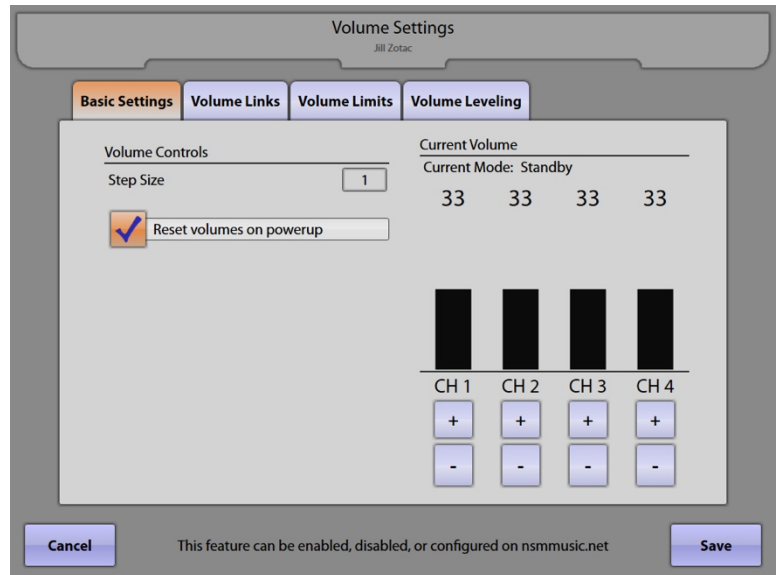 Volume Settings
Jill Zotac
Basic Settings
Volume Links
Volume Limits
Volume Leveling
Volume Controls
Step Size 1
Reset volumes on powerup
Current Volume
Current Mode: Standby
33 33 33 33
CH 1 CH 2 CH 3 CH 4
+ + + +
- - - -
Cancel
This feature can be enabled, disabled, or configured on nsmmusic.net
Save